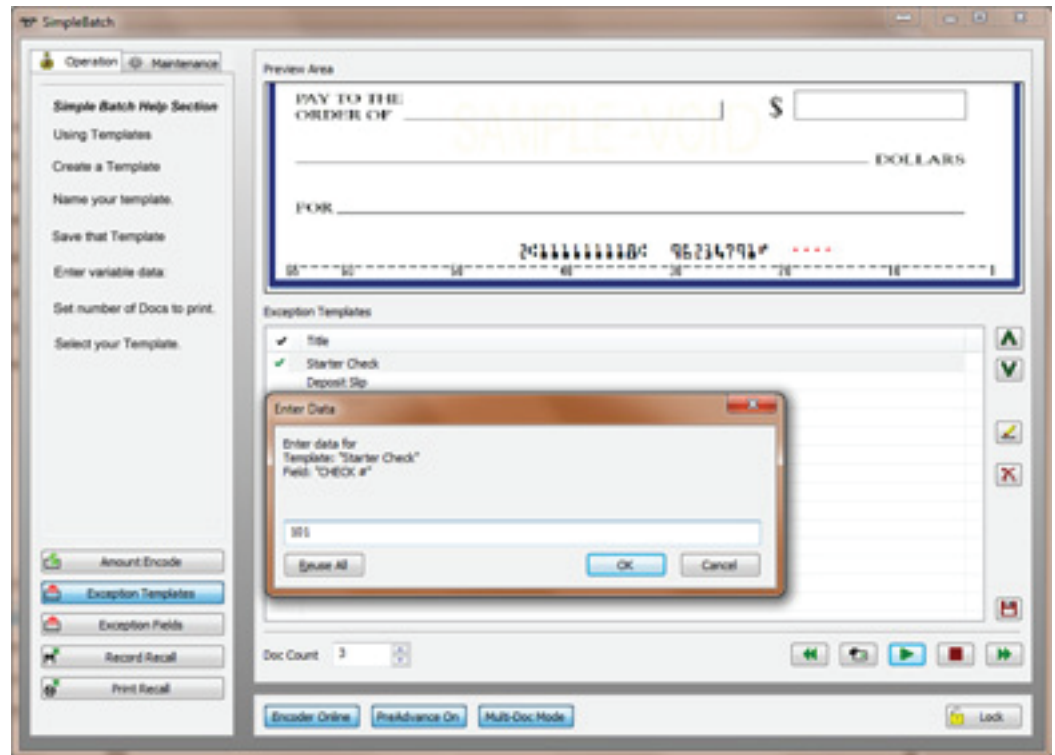 SimpleBatch
Operation
Maintenance
Simple Batch Help Section
Using Templates
Create a Template
Name your template.
Save that Template
Enter variable data
Set number of Docs to print.
Select your Template.
Amount Encode
Exception Templates
Exception Fields
Record Recall
Print Recall
Preview Area
PAY TO THE
ORDER OF
$
SAMPLE-VOID
DOLLARS
FOR
Exception Templates
Title
Starter Check
Deposit Slip
Enter Data
Enter data for
Template: "Starter Check"
Field: "CHECK #"
101
Reuse All
OK
Cancel
Doc Count 3
Encoder Online
PreAdvance On
Multi-Doc Mode
Lock